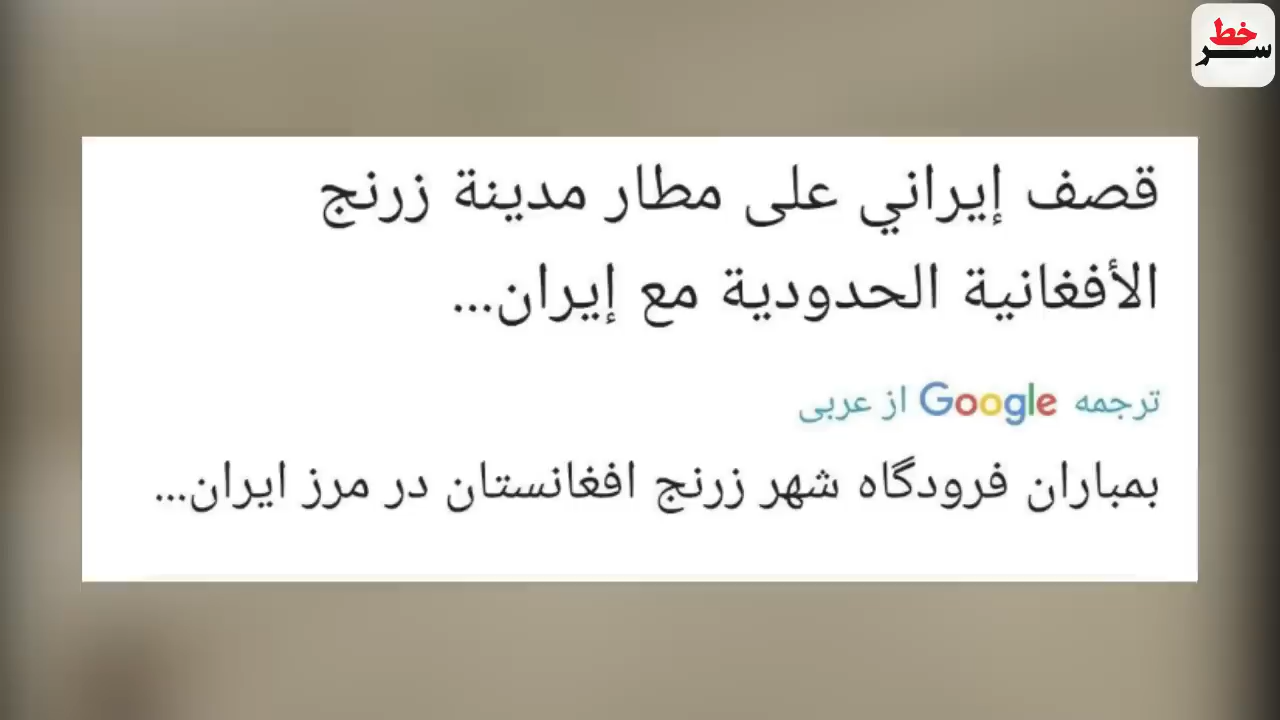 خط
سر
قصف إيراني على مطار مدينة زرنج
الأفغانية الحدودية مع إيران...
ترجمه Google از عربی
بمباران فرودگاه شهر زرنج افغانستان در مرز ایران...